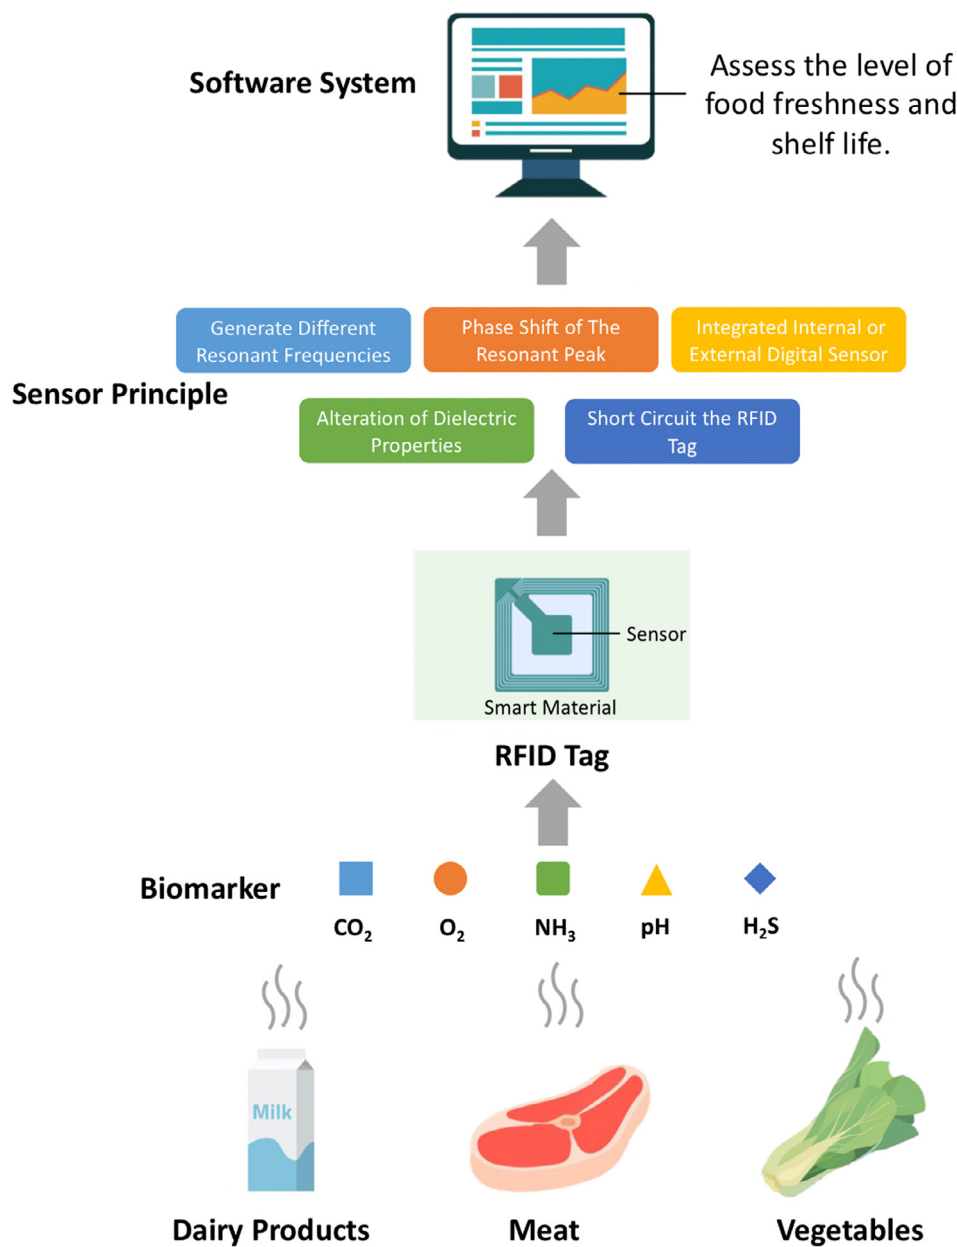 Software System
Assess the level of
food freshness and
shelf life.
Generate Different
Resonant Frequencies
Phase Shift of The
Resonant Peak
Integrated Internal or
External Digital Sensor
Sensor Principle
Alteration of Dielectric
Properties
Short Circuit the RFID
Tag
Sensor
Smart Material
RFID Tag
Biomarker
CO₂
O₂
NH₃
pH
H₂S
Milk
Dairy Products
Meat
Vegetables